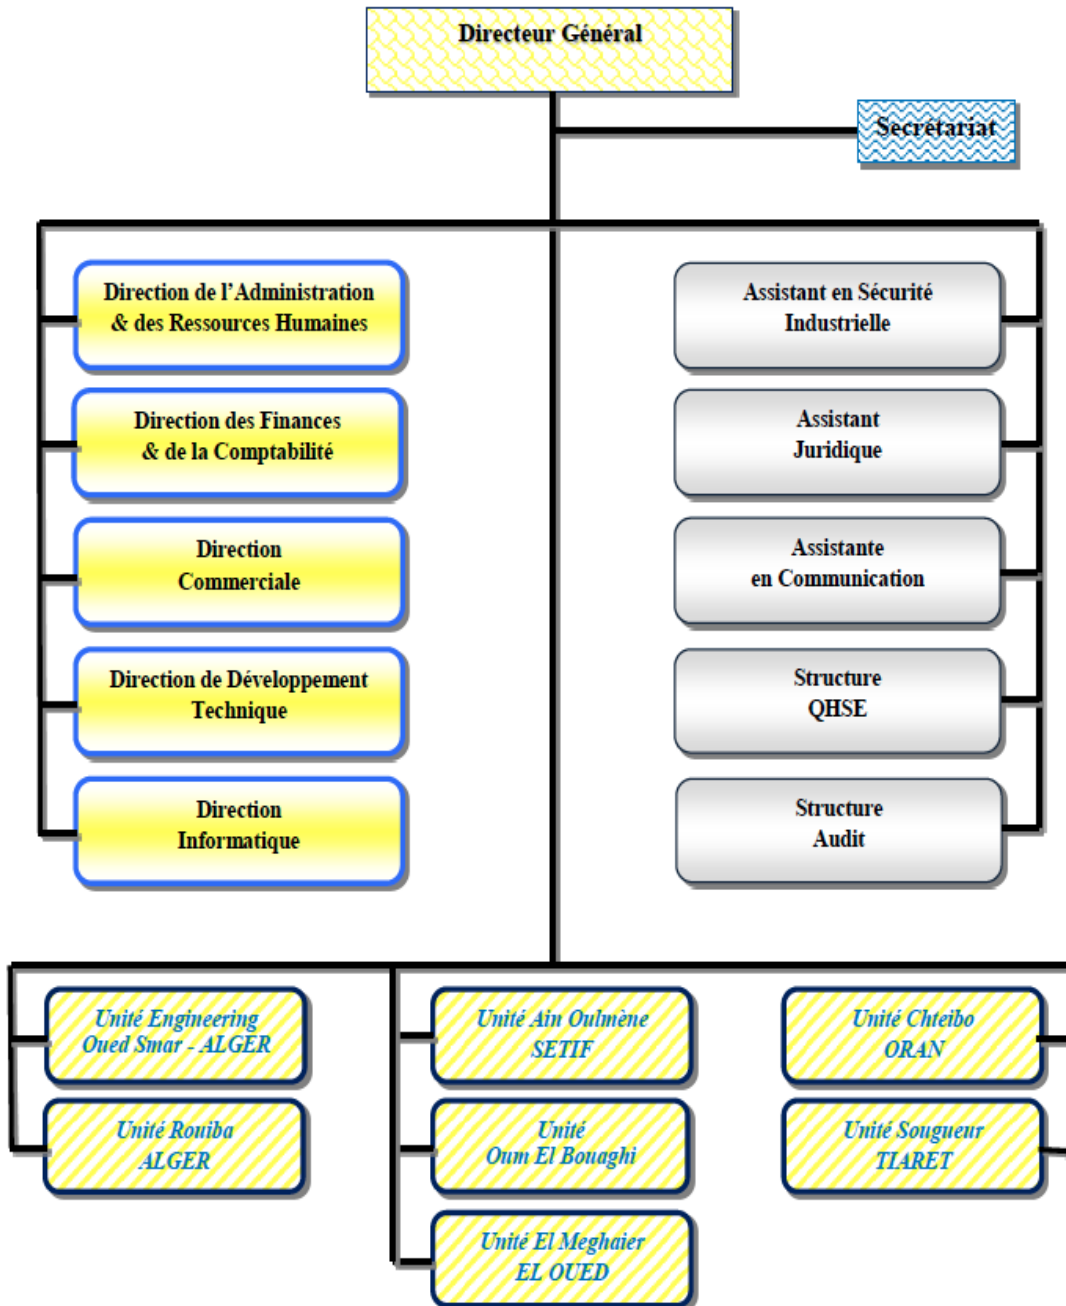 Directeur Général
Secrétariat
Direction de l’Administration
& des Ressources Humaines
Direction des Finances
& de la Comptabilité
Direction
Commerciale
Direction de Développement
Technique
Direction
Informatique
Assistant en Sécurité
Industrielle
Assistant
Juridique
Assistante
en Communication
Structure
QHSE
Structure
Audit
Unité Engineering
Oued Smar - ALGER
Unité Rouiba
ALGER
Unité Ain Oulmène
SETIF
Unité
Oum El Bouaghi
Unité El Meghaier
EL OUED
Unité Chteibo
ORAN
Unité Sougueur
TIARET